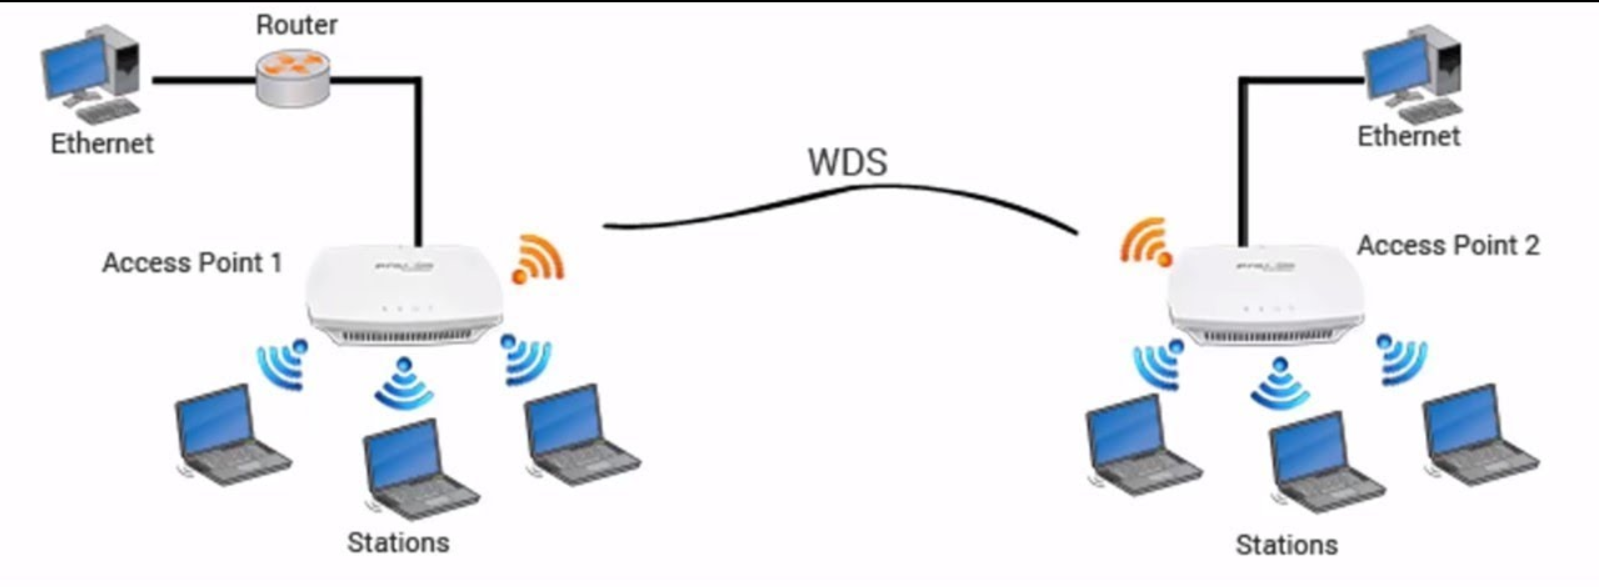 Router
Ethernet
Ethernet
WDS
Access Point 1
Access Point 2
Stations
Stations